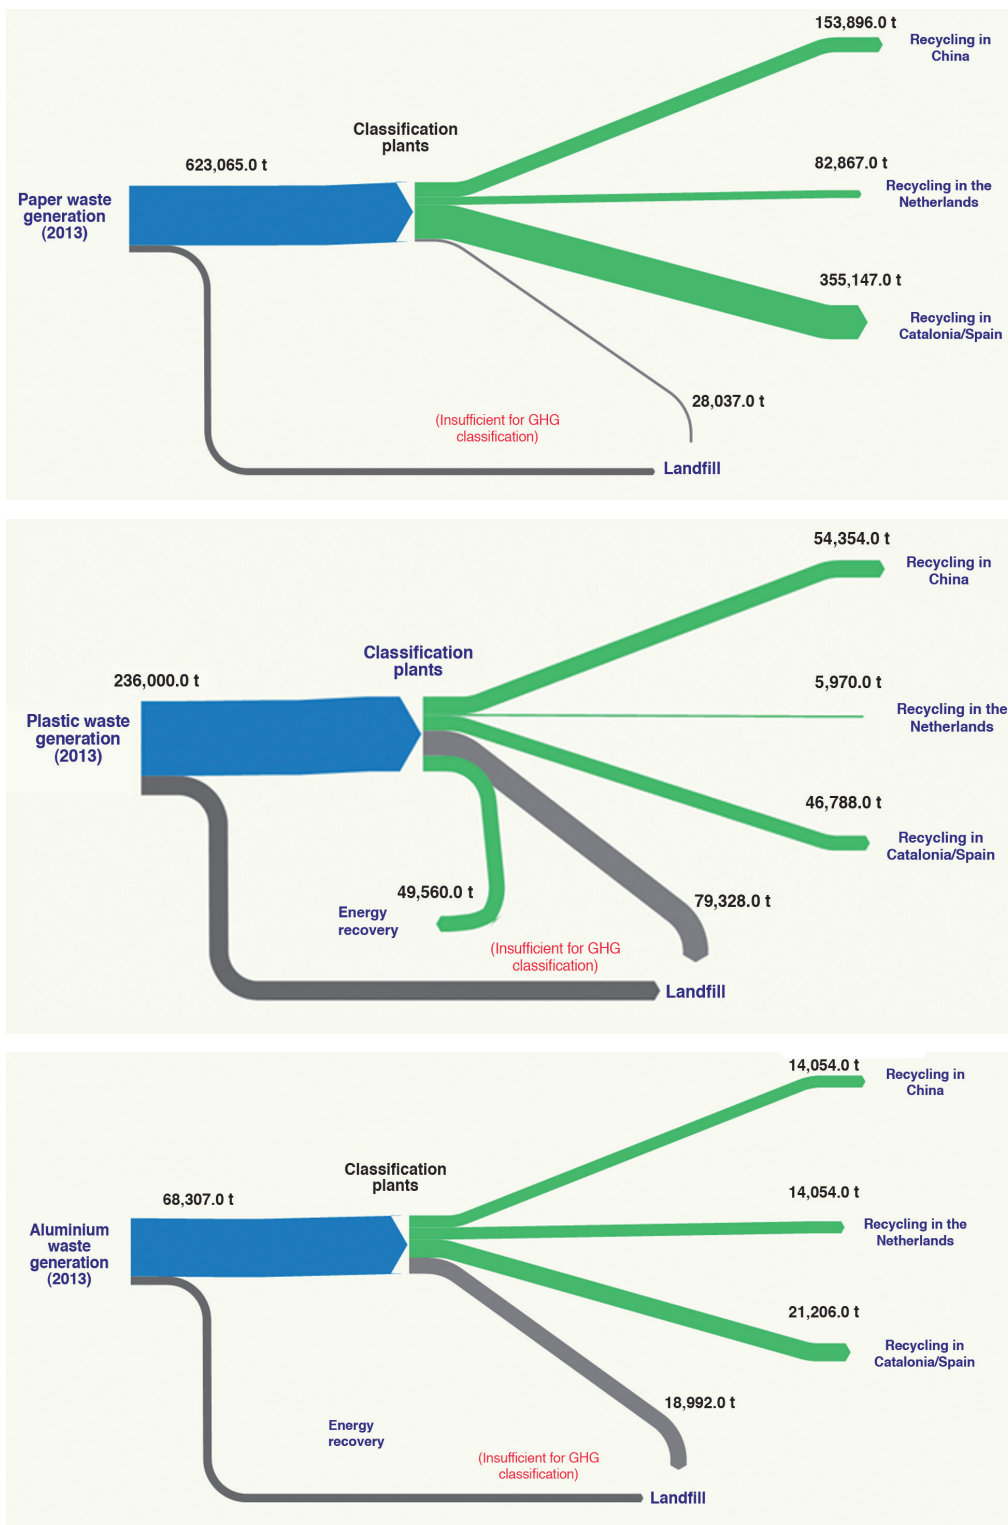 153,896.0 t
Recycling in
China
Classification
plants
623,065.0 t
82,867.0 t
Recycling in the
Netherlands
Paper waste
generation
(2013)
355,147.0 t
Recycling in
Catalonia/Spain
28,037.0 t
(Insufficient for GHG
classification)
Landfill
54,354.0 t
Recycling in
China
Classification
plants
236,000.0 t
5,970.0 t
Recycling in the
Netherlands
Plastic waste
generation
(2013)
46,788.0 t
Recycling in
Catalonia/Spain
49,560.0 t
Energy
recovery
79,328.0 t
(Insufficient for GHG
classification)
Landfill
14,054.0 t
Recycling in
China
Classification
plants
68,307.0 t
14,054.0 t
Recycling in the
Netherlands
Aluminium
waste
generation
(2013)
21,206.0 t
Recycling in
Catalonia/Spain
18,992.0 t
Energy
recovery
(Insufficient for GHG
classification)
Landfill